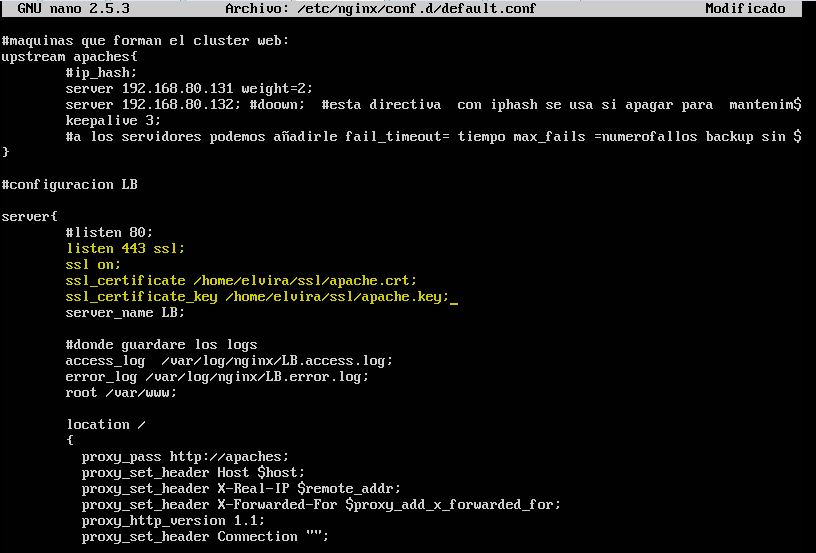 GNU nano 2.5.3 Archivo: /etc/nginx/conf.d/default.conf Modificado
#maquinas que forman el cluster web:
upstream apaches{
#ip_hash;
server 192.168.80.131 weight=2;
server 192.168.80.132; #doown; #esta directiva con iphash se usa si apagar para mantenim$
keepalive 3;
#a los servidores podemos añadirle fail_timeout= tiempo max_fails =numerofallos backup sin $
}
#configuracion LB
server{
#listen 80;
listen 443 ssl;
ssl on;
ssl_certificate /home/elvira/ssl/apache.crt;
ssl_certificate_key /home/elvira/ssl/apache.key;_
server_name LB;
#donde guardare los logs
access_log /var/log/nginx/LB.access.log;
error_log /var/log/nginx/LB.error.log;
root /var/www;
location /
{
proxy_pass http://apaches;
proxy_set_header Host $host;
proxy_set_header X-Real-IP $remote_addr;
proxy_set_header X-Forwarded-For $proxy_add_x_forwarded_for;
proxy_http_version 1.1;
proxy_set_header Connection "";